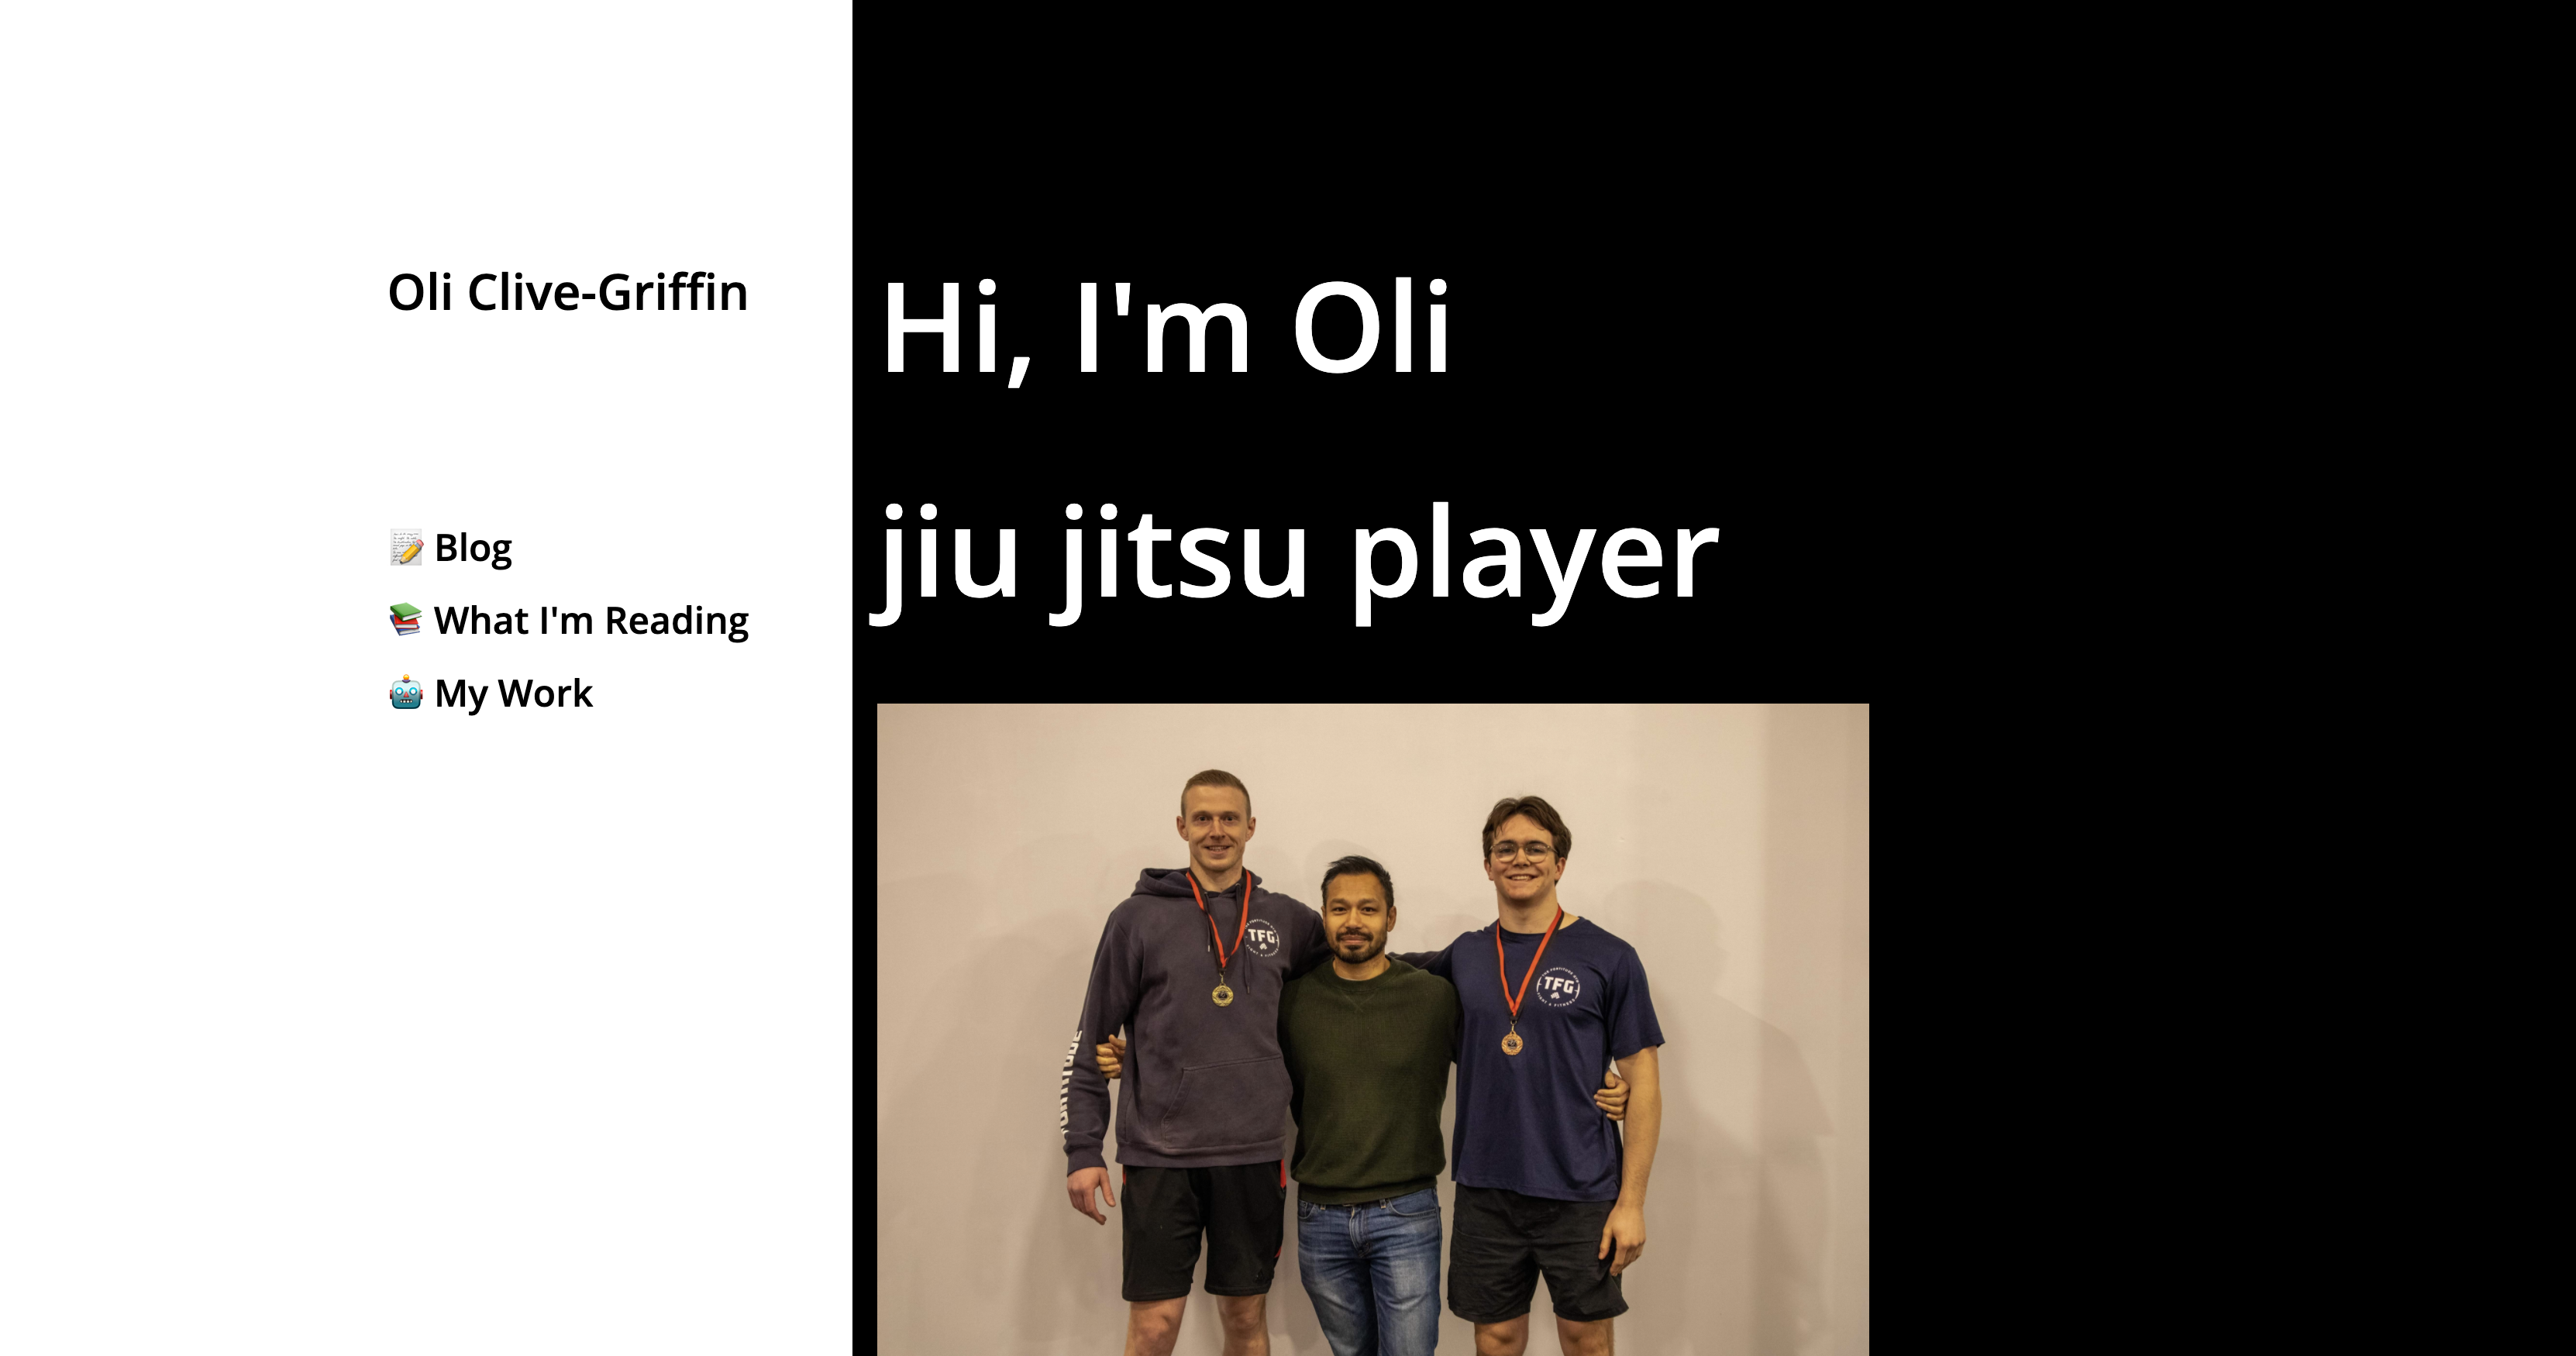 Oli Clive-Griffin
Blog
What I'm Reading
My Work
Hi, I'm Oli
jiu jitsu player
TFG
TFG